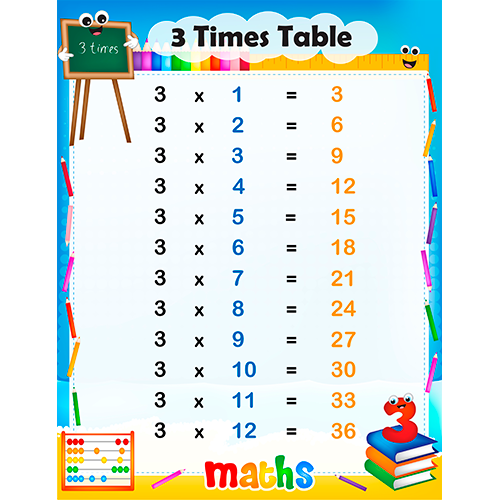 3 Times Table
3 times
3 x 1 = 3
3 x 2 = 6
3 x 3 = 9
3 x 4 = 12
3 x 5 = 15
3 x 6 = 18
3 x 7 = 21
3 x 8 = 24
3 x 9 = 27
3 x 10 = 30
3 x 11 = 33
3 x 12 = 36
3
maths